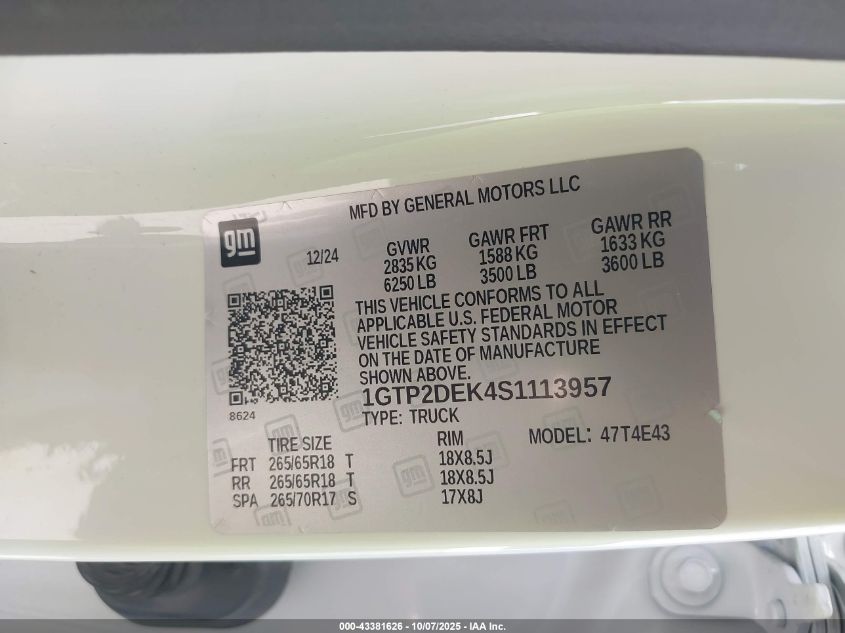 MFD BY GENERAL MOTORS LLC
gm
12/24
GVWR
2835 KG
6250 LB
GAWR FRT
1588 KG
3500 LB
GAWR RR
1633 KG
3600 LB
THIS VEHICLE CONFORMS TO ALL
APPLICABLE U.S. FEDERAL MOTOR
VEHICLE SAFETY STANDARDS IN EFFECT
ON THE DATE OF MANUFACTURE
SHOWN ABOVE.
8624
1GTP2DEK4S1113957
TYPE: TRUCK
MODEL: 47T4E43
TIRE SIZE RIM
FRT 265/65R18 T 18X8.5J
RR 265/65R18 T 18X8.5J
SPA 265/70R17 S 17X8J
000-43381626 - 10/07/2025 - IAA Inc.